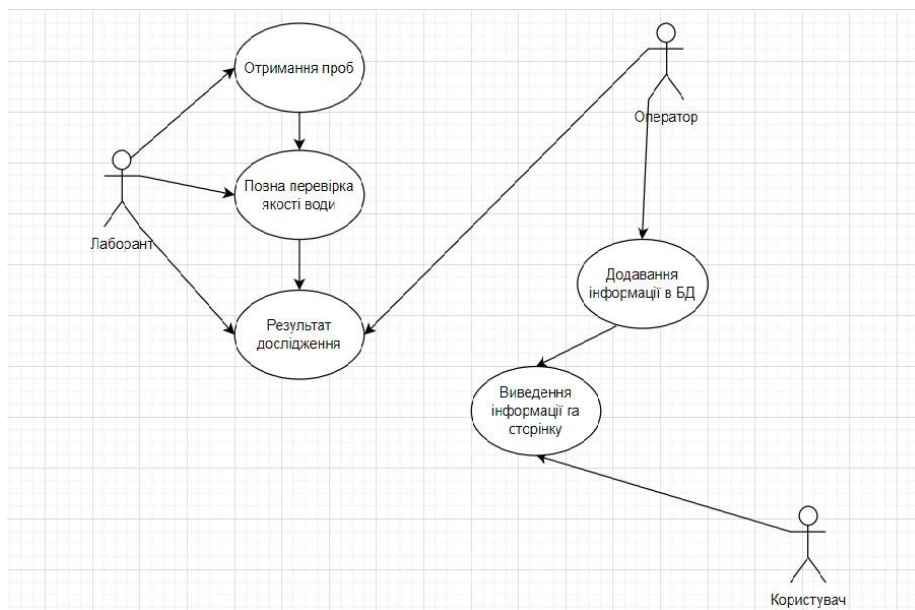 Отримання проб
Оператор
Позна перевірка
якості води
Лаборант
Додавання
інформації в БД
Результат
дослідження
Виведення
інформації га
сторінку
Користувач